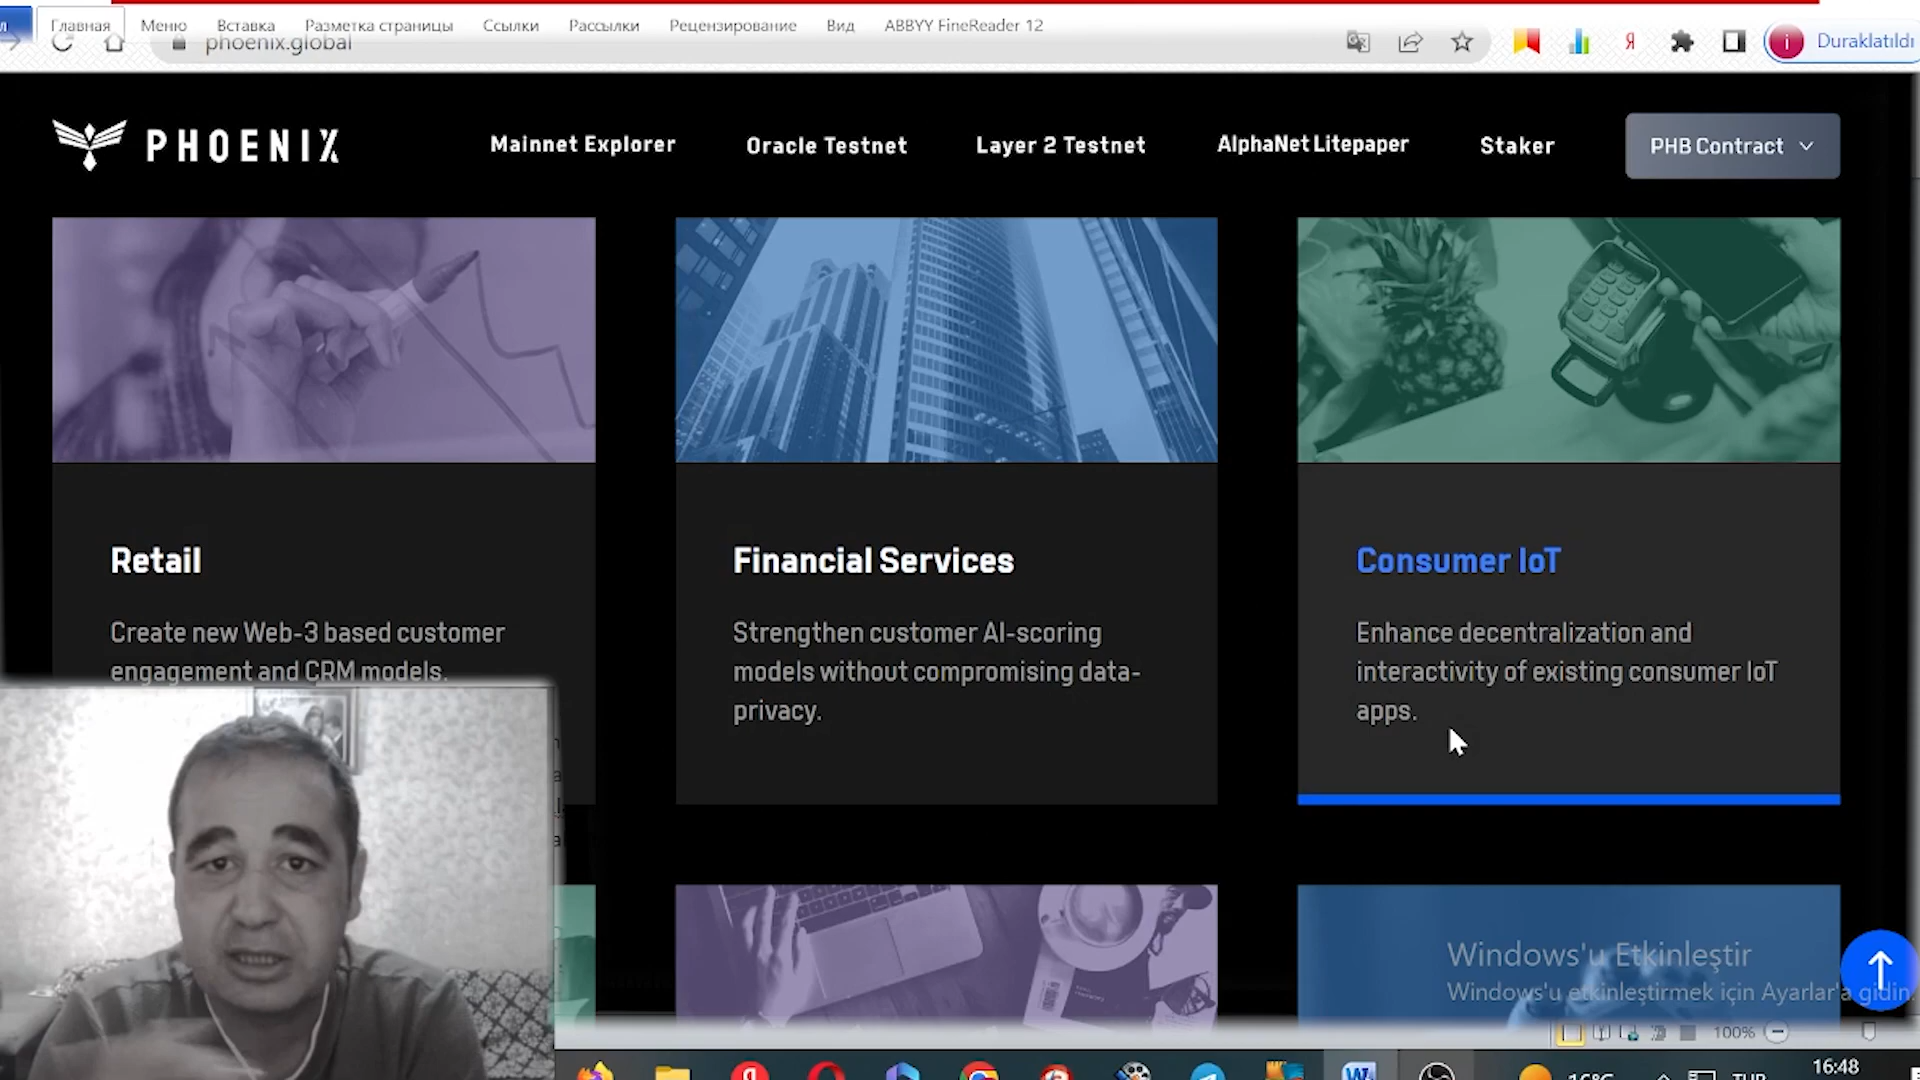 Главная Меню Вставка Разметка страницы Ссылки Рассылки Рецензирование Вид ABBYY FineReader 12
phoenix.global
Duraklatıldı
PHOENIX Mainnet Explorer Oracle Testnet Layer 2 Testnet AlphaNet Litepaper Staker PHB Contract
Retail
Create new Web-3 based customer
engagement and CRM models.
Financial Services
Strengthen customer AI-scoring
models without compromising data-
privacy.
Consumer IoT
Enhance decentralization and
interactivity of existing consumer IoT
apps.
Windows'u Etkinleştir
Windows'u etkinleştirmek için Ayarlar'a gidin.
100%
16°C TUR 16:48